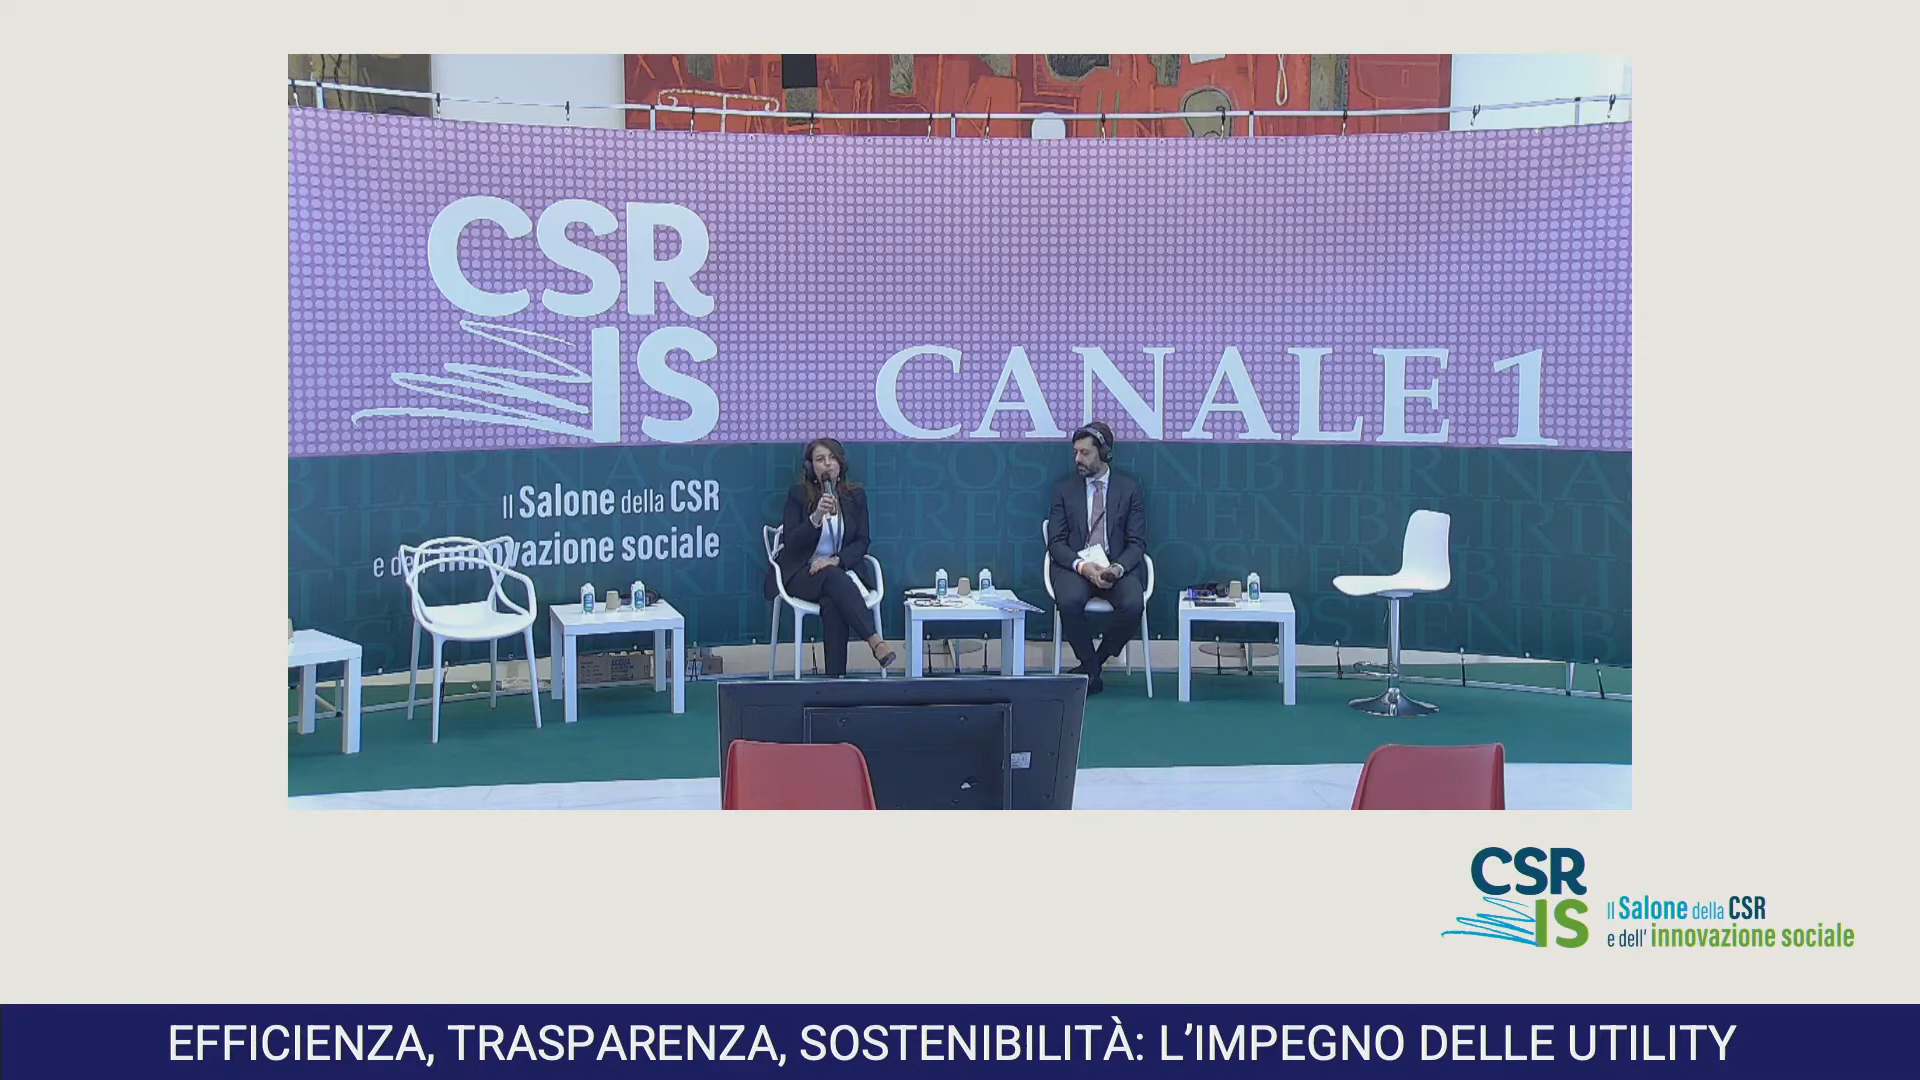 CSR
IS
CANALE 1
Il Salone della CSR
e dell'innovazione sociale
ACQUA
CSR
IS
Il Salone della CSR
e dell'innovazione sociale
EFFICIENZA, TRASPARENZA, SOSTENIBILITÀ: L'IMPEGNO DELLE UTILITY